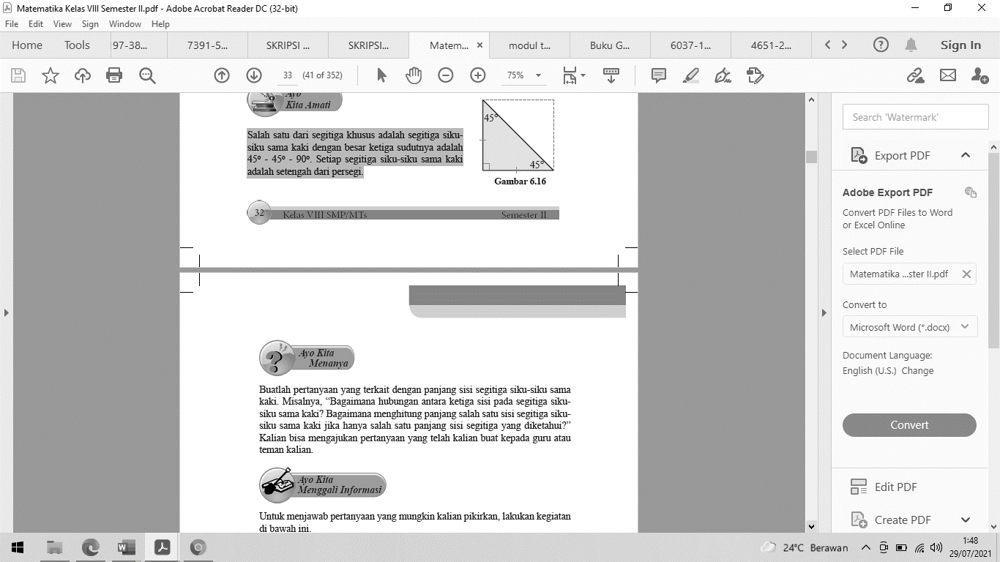 Matematika Kelas VIII Semester II.pdf - Adobe Acrobat Reader DC (32-bit)
File Edit View Sign Window Help
Home Tools 97-38... 7391-5... SKRIPSI ... SKRIPSI... Matem... × modul t... Buku G... 6037-1... 4651-2... Sign In
33 (41 of 352) 75%
Ayo
Kita Amati
Salah satu dari segitiga khusus adalah segitiga siku-
siku sama kaki dengan besar ketiga sudutnya adalah
45º - 45º - 90º. Setiap segitiga siku-siku sama kaki
adalah setengah dari persegi.
45°
45°
Gambar 6.16
32 Kelas VIII SMP/MTs Semester II
Ayo Kita
Menanya
Buatlah pertanyaan yang terkait dengan panjang sisi segitiga siku-siku sama
kaki. Misalnya, “Bagaimana hubungan antara ketiga sisi pada segitiga siku-
siku sama kaki? Bagaimana menghitung panjang salah satu sisi segitiga siku-
siku sama kaki jika hanya salah satu panjang sisi segitiga yang diketahui?”
Kalian bisa mengajukan pertanyaan yang telah kalian buat kepada guru atau
teman kalian.
Ayo Kita
Menggali Informasi
Untuk menjawab pertanyaan yang mungkin kalian pikirkan, lakukan kegiatan
di bawah ini.
Search 'Watermark'
Export PDF
Adobe Export PDF
Convert PDF Files to Word
or Excel Online
Select PDF File
Matematika ...ster II.pdf
Convert to
Microsoft Word (*.docx)
Document Language:
English (U.S.) Change
Convert
Edit PDF
Create PDF
24°C Berawan
1:48
29/07/2021